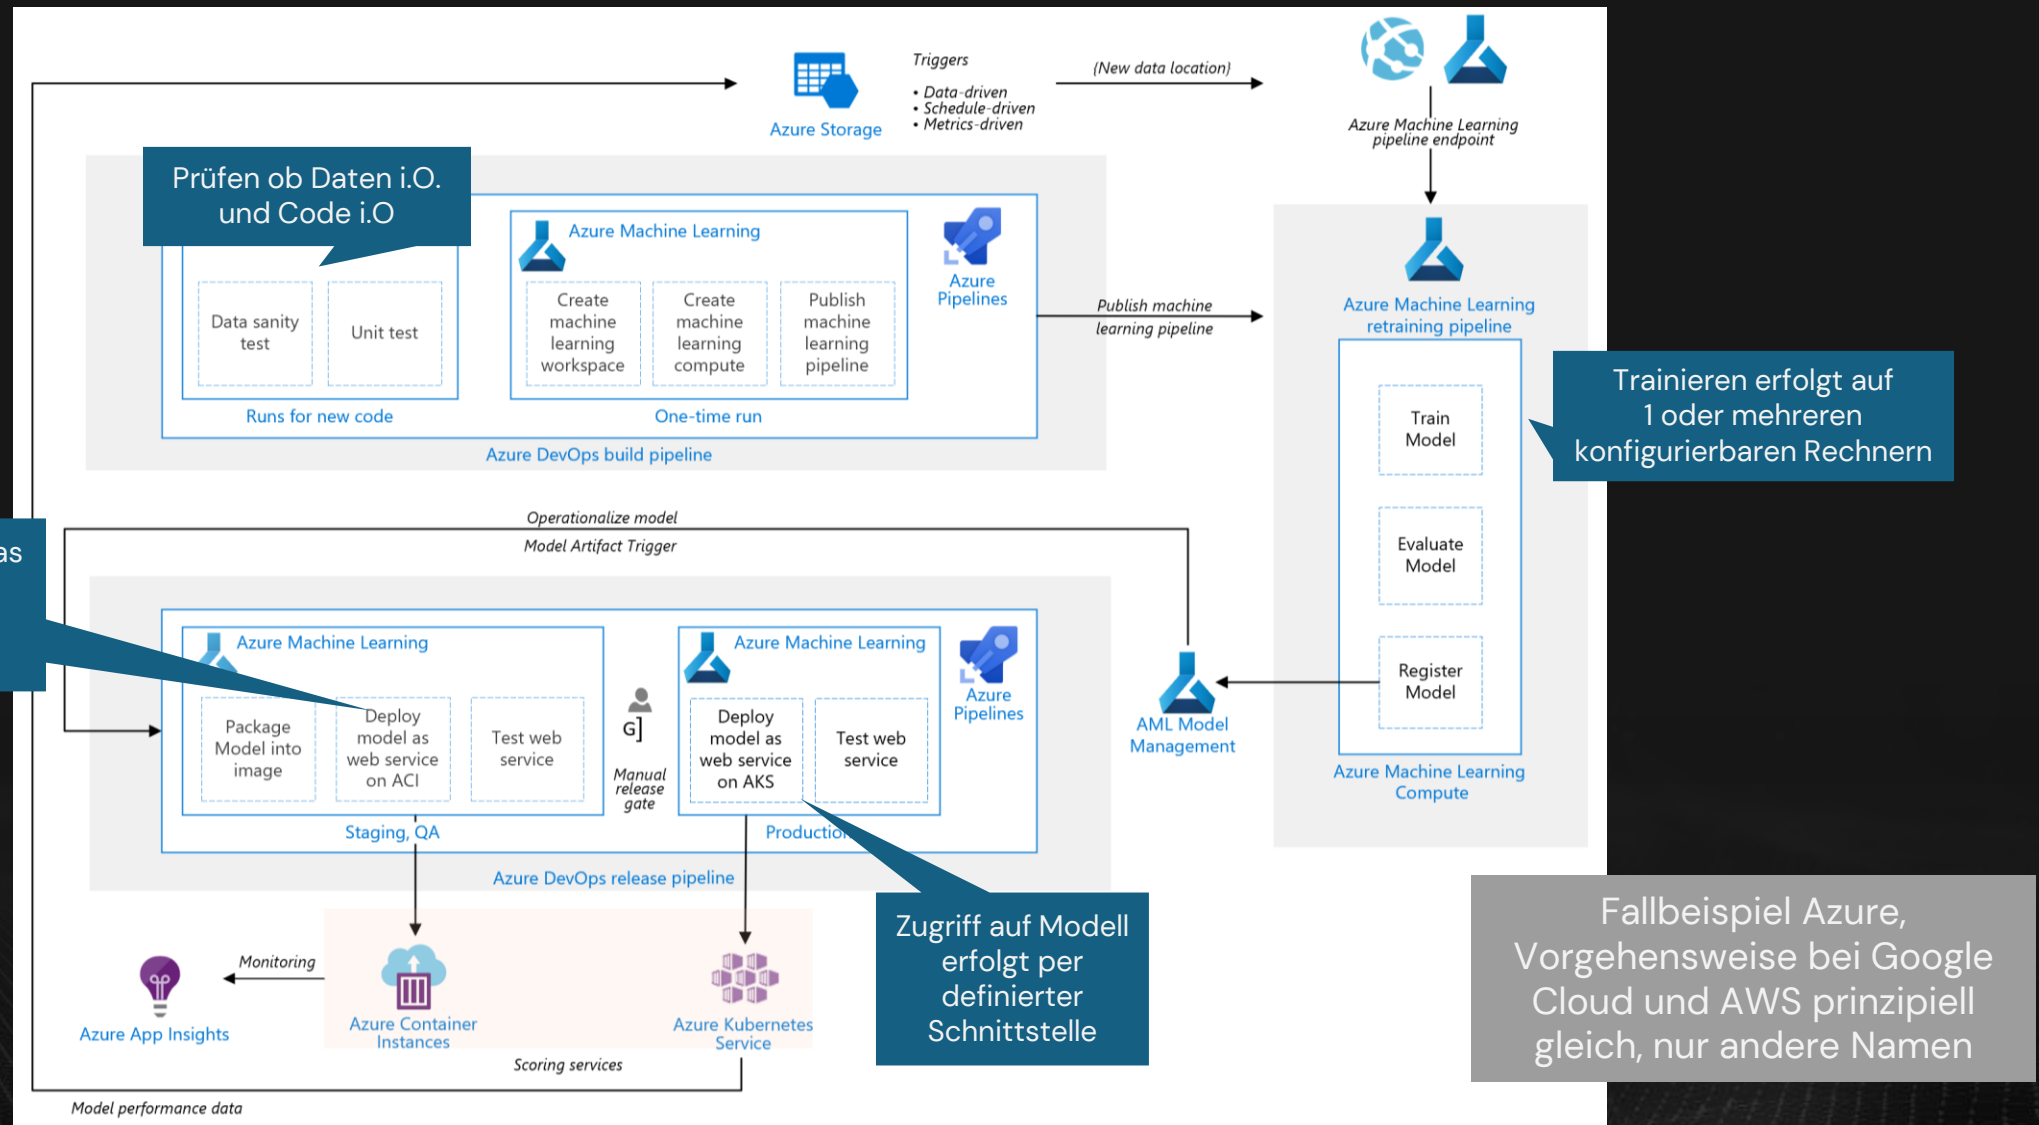 Triggers
• Data-driven
• Schedule-driven
• Metrics-driven
Azure Storage
(New data location)
Azure Machine Learning
pipeline endpoint
Prüfen ob Daten i.O.
und Code i.O
Data sanity
test
Unit test
Runs for new code
Azure Machine Learning
Create
machine
learning
workspace
Create
machine
learning
compute
Publish
machine
learning
pipeline
One-time run
Azure
Pipelines
Azure DevOps build pipeline
Publish machine
learning pipeline
Azure Machine Learning
retraining pipeline
Train
Model
Evaluate
Model
Register
Model
Azure Machine Learning
Compute
Trainieren erfolgt auf
1 oder mehreren
konfigurierbaren Rechnern
Operationalize model
Model Artifact Trigger
as
Azure Machine Learning
Package
Model into
image
Deploy
model as
web service
on ACI
Test web
service
Staging, QA
G]
Manual
release
gate
Azure Machine Learning
Deploy
model as
web service
on AKS
Test web
service
Production
Azure
Pipelines
Azure DevOps release pipeline
AML Model
Management
Zugriff auf Modell
erfolgt per
definierter
Schnittstelle
Monitoring
Azure App Insights
Azure Container
Instances
Azure Kubernetes
Service
Scoring services
Model performance data
Fallbeispiel Azure,
Vorgehensweise bei Google
Cloud und AWS prinzipiell
gleich, nur andere Namen